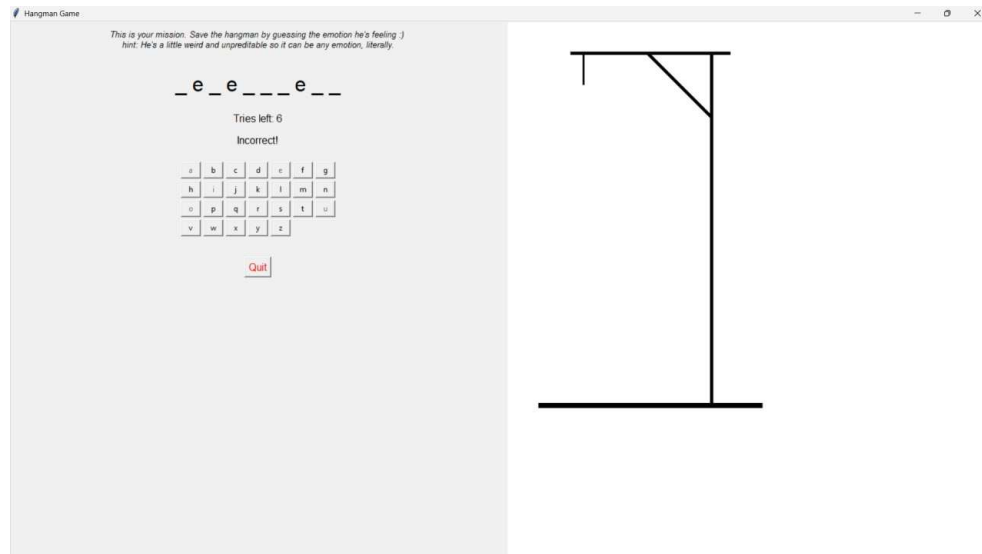 Hangman Game
This is your mission. Save the hangman by guessing the emotion he's feeling :)
hint: He's a little weird and unpreditable so it can be any emotion, literally.
_ e _ e _ _ _ e _ _
Tries left: 6
Incorrect!
a b c d e f g
h i j k l m n
o p q r s t u
v w x y z
Quit